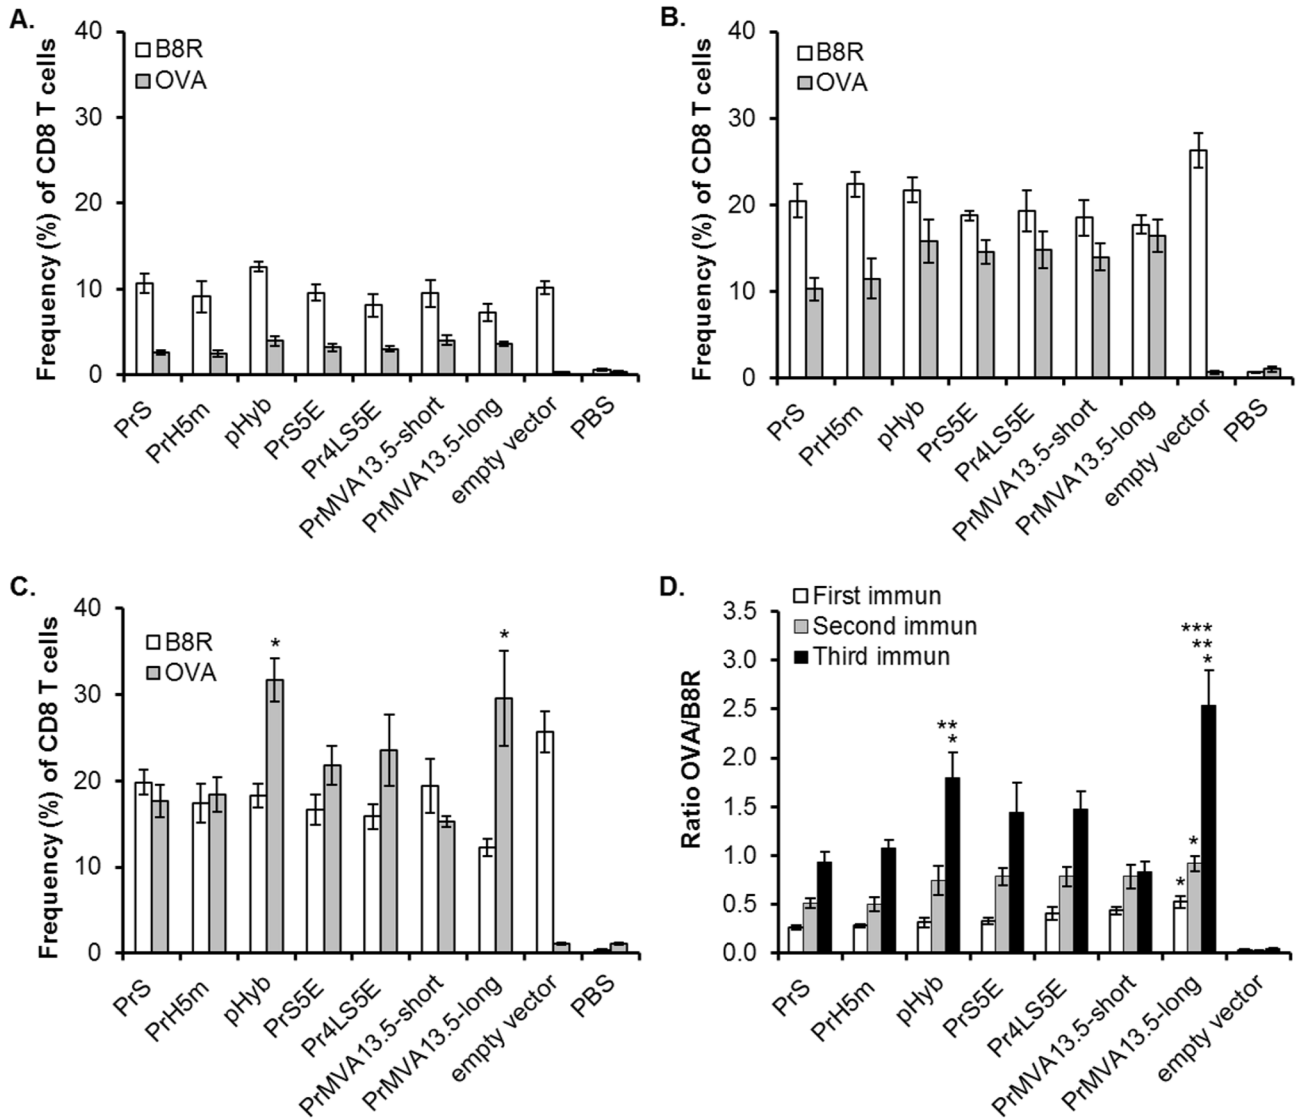 A.
Frequency (%) of CD8 T cells
40
30
20
10
0
B8R
OVA
PrS
PrH5m
pHyb
PrS5E
Pr4LS5E
PrMVA13.5-short
PrMVA13.5-long
empty vector
PBS
B.
Frequency (%) of CD8 T cells
40
30
20
10
0
B8R
OVA
PrS
PrH5m
pHyb
PrS5E
Pr4LS5E
PrMVA13.5-short
PrMVA13.5-long
empty vector
PBS
C.
Frequency (%) of CD8 T cells
40
30
20
10
0
B8R
OVA
*
*
PrS
PrH5m
pHyb
PrS5E
Pr4LS5E
PrMVA13.5-short
PrMVA13.5-long
empty vector
PBS
D.
Ratio OVA/B8R
3.5
3.0
2.5
2.0
1.5
1.0
0.5
0.0
First immun
Second immun
Third immun
**
*
*
*
***
**
*
PrS
PrH5m
pHyb
PrS5E
Pr4LS5E
PrMVA13.5-short
PrMVA13.5-long
empty vector